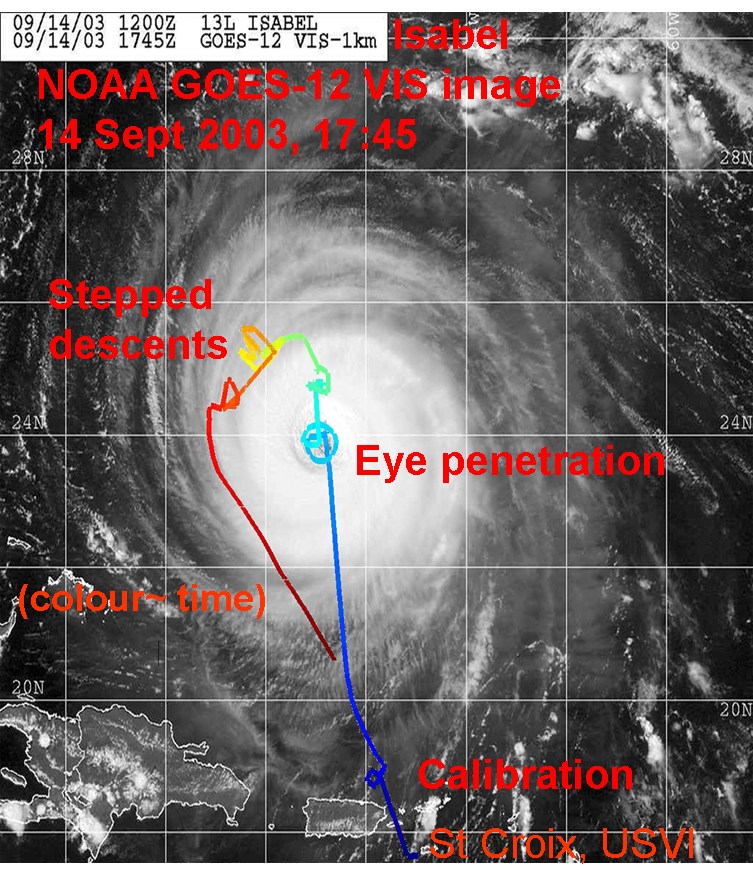 09/14/03 1200Z 13L ISABEL
09/14/03 1745Z GOES-12 VIS-1km
Isabel
60W
NOAA GOES-12 VIS image
14 Sept 2003, 17:45
28N
28N
Stepped
descents
24N
24N
Eye penetration
(colour~ time)
20N
20N
Calibration
St Croix, USVI